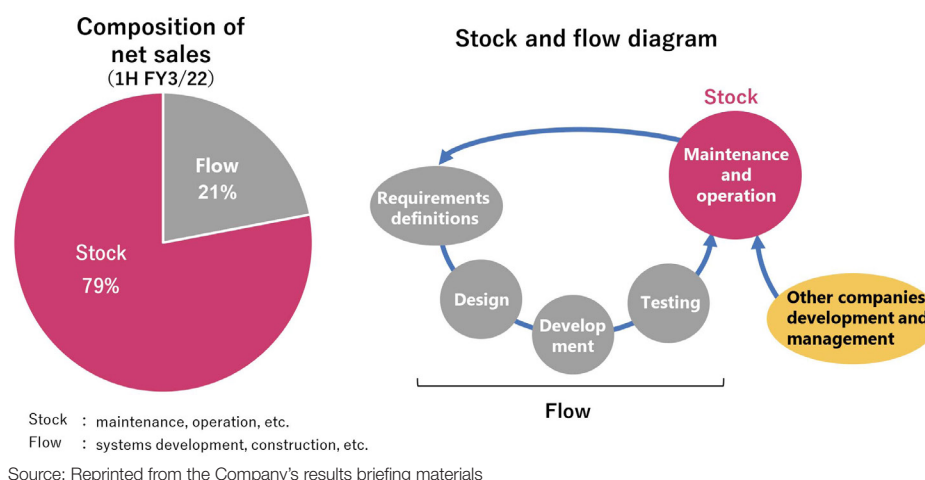 Composition of
net sales
(1H FY3/22)
Flow
21%
Stock
79%
Stock : maintenance, operation, etc.
Flow : systems development, construction, etc.
Stock and flow diagram
Stock
Maintenance
and
operation
Requirements
definitions
Design
Develop
ment
Testing
Other companies
development and
management
Flow
Source: Reprinted from the Company's results briefing materials